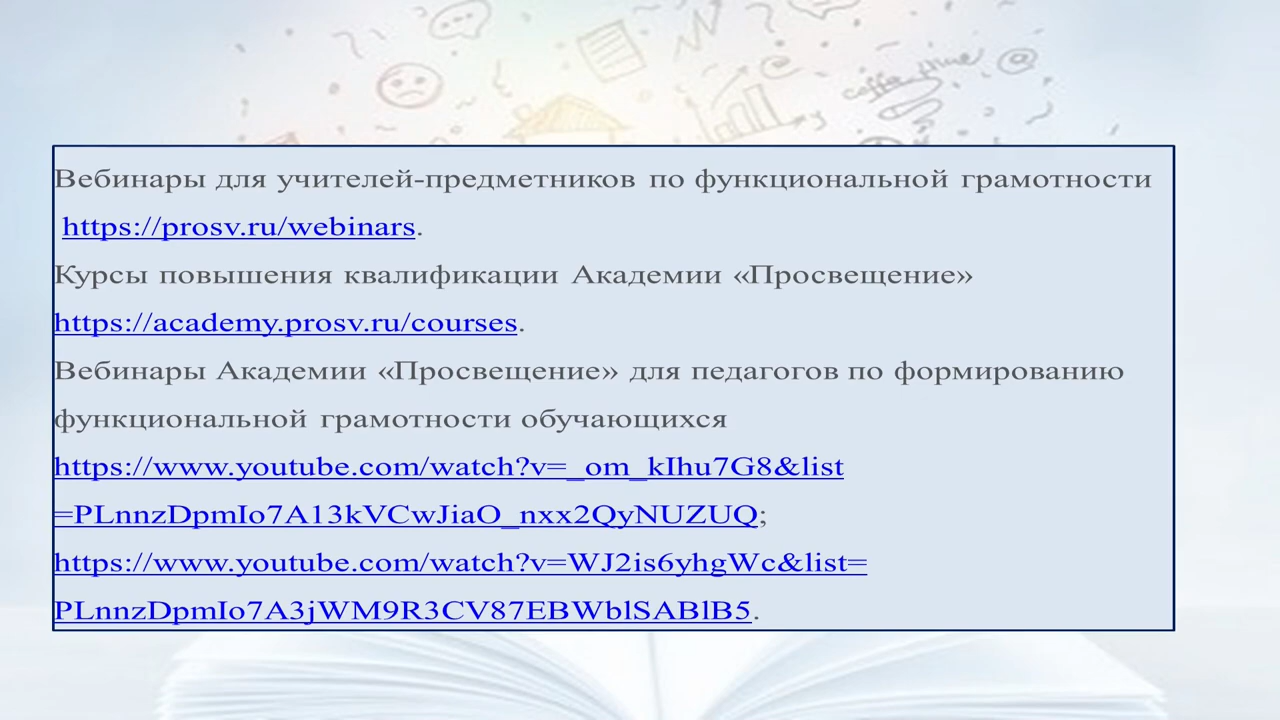 coffee time
Вебинары для учителей-предметников по функциональной грамотности
https://prosv.ru/webinars.
Курсы повышения квалификации Академии «Просвещение»
https://academy.prosv.ru/courses.
Вебинары Академии «Просвещение» для педагогов по формированию
функциональной грамотности обучающихся
https://www.youtube.com/watch?v=_om_kIhu7G8&list
=PLnnzDpmIo7A13kVCwJiaO_nxx2QyNUZUQ;
https://www.youtube.com/watch?v=WJ2is6yhgWc&list=
PLnnzDpmIo7A3jWM9R3CV87EBWblSABlB5.